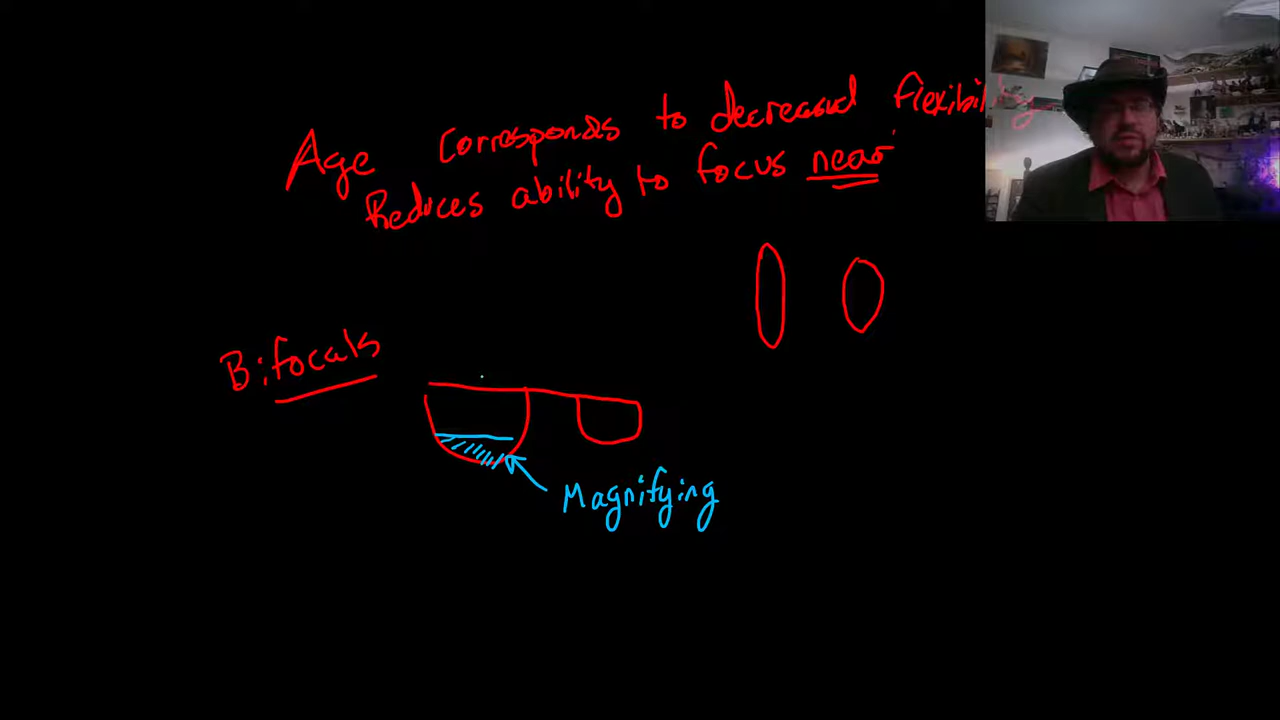 Age corresponds to decreased flexibility
Reduces ability to focus near
Bifocals
Magnifying